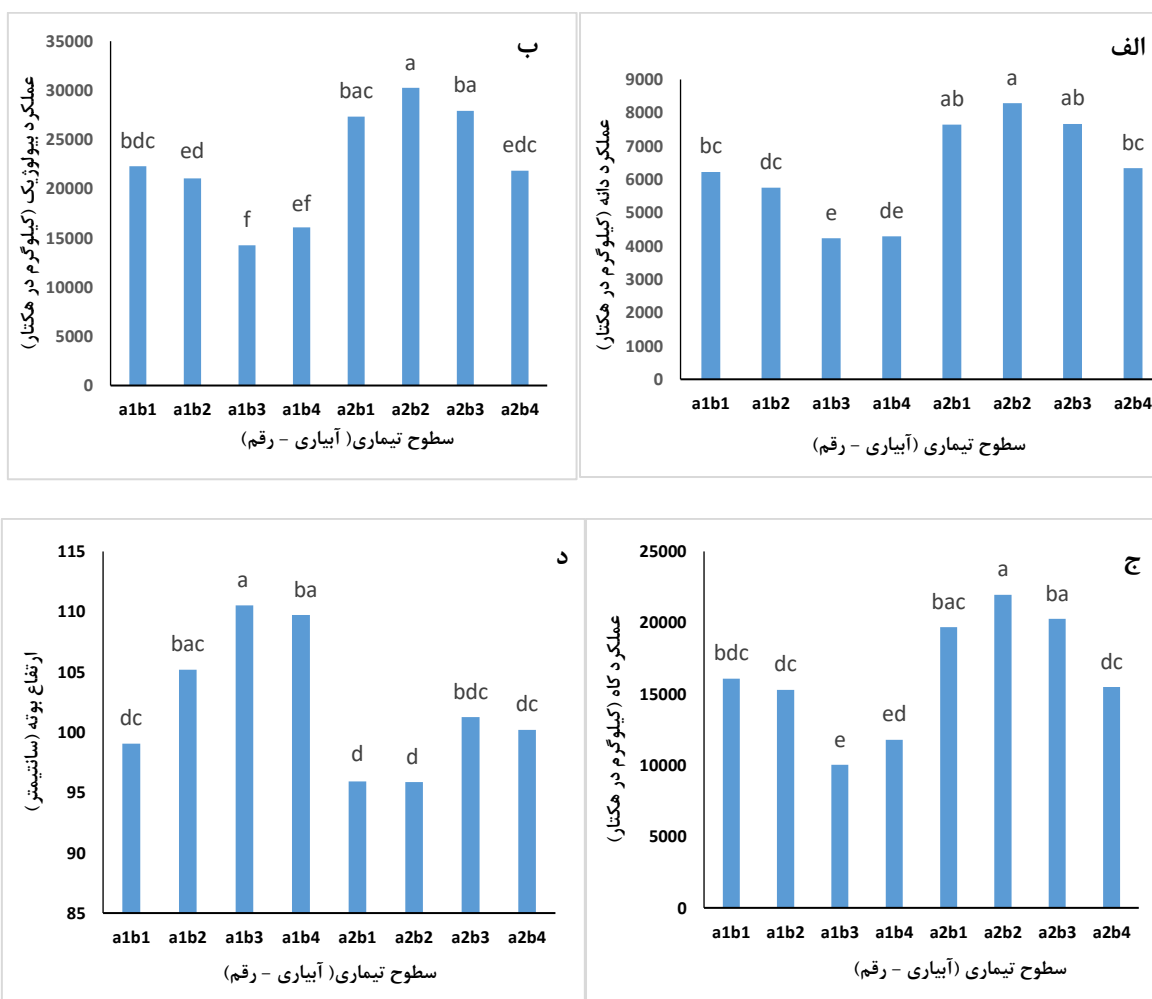 الف
عملکرد دانه (کیلوگرم در هکتار)
9000
8000
7000
6000
5000
4000
3000
2000
1000
0
bc
dc
e
de
ab
a
ab
bc
a1b1 a1b2 a1b3 a1b4 a2b1 a2b2 a2b3 a2b4
سطوح تیماری (آبیاری - رقم)
ب
عملکرد بیولوژیک (کیلوگرم در هکتار)
35000
30000
25000
20000
15000
10000
5000
0
bdc
ed
f
ef
bac
a
ba
edc
a1b1 a1b2 a1b3 a1b4 a2b1 a2b2 a2b3 a2b4
سطوح تیماری( آبیاری - رقم)
ج
عملکرد کاه (کیلوگرم در هکتار)
25000
20000
15000
10000
5000
0
bdc
dc
e
ed
bac
a
ba
dc
a1b1 a1b2 a1b3 a1b4 a2b1 a2b2 a2b3 a2b4
سطوح تیماری (آبیاری - رقم)
د
ارتفاع بوته (سانتیمتر)
115
110
105
100
95
90
85
dc
bac
a
ba
d
d
bdc
dc
a1b1 a1b2 a1b3 a1b4 a2b1 a2b2 a2b3 a2b4
سطوح تیماری( آبیاری - رقم)